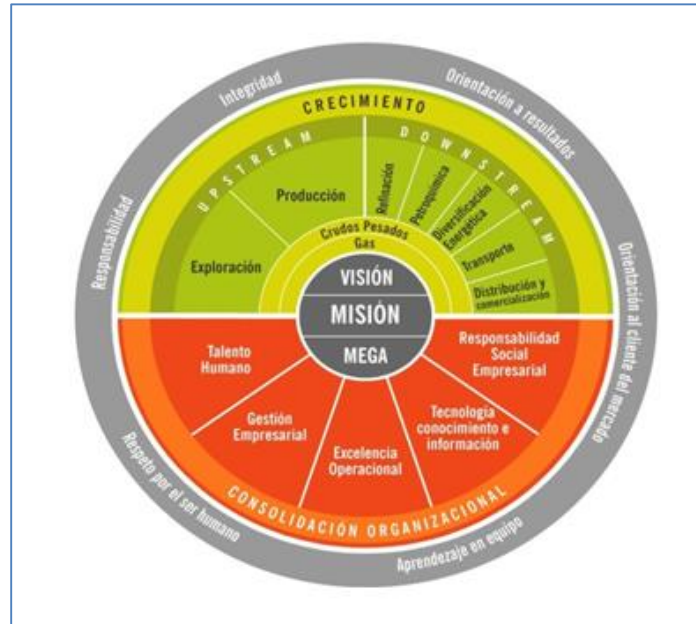 Integridad
Orientación a resultados
Responsabilidad
Orientación al cliente del mercado
Respeto por el ser humano
Aprendezaje en equipo
CRECIMIENTO
UPSTREAM
DOWNSTREAM
Exploración
Producción
Refinación
Petroquímica
Diversificación
Energética
Transporte
Distribución y
comercialización
Crudos Pesados
Gas
VISIÓN
MISIÓN
MEGA
Talento
Humano
Gestión
Empresarial
Excelencia
Operacional
Tecnología
conocimiento e
información
Responsabilidad
Social
Empresarial
CONSOLIDACIÓN ORGANIZACIONAL